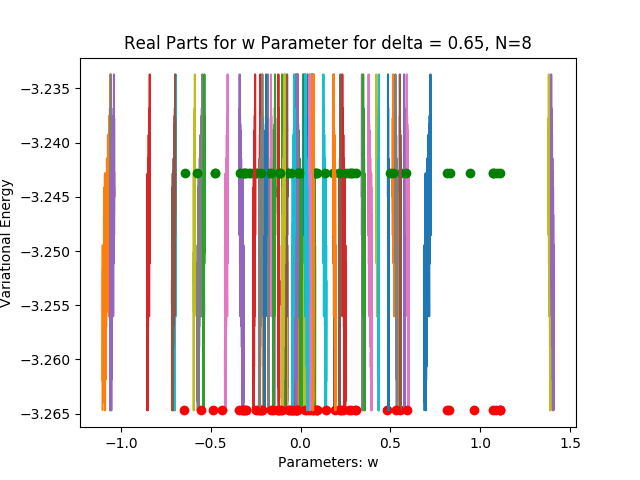 Real Parts for w Parameter for delta = 0.65, N=8
−3.235
−3.240
−3.245
−3.250
−3.255
−3.260
−3.265
Variational Energy
−1.0 −0.5 0.0 0.5 1.0 1.5
Parameters: w